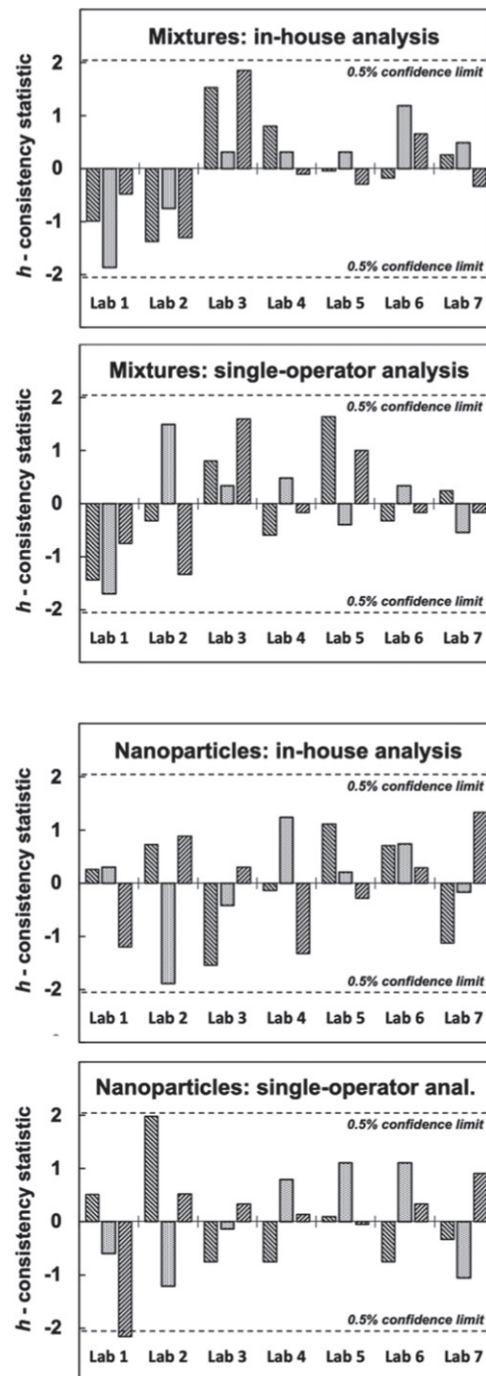 Mixtures: in-house analysis
0.5% confidence limit
h - consistency statistic
2
1
0
-1
-2
0.5% confidence limit
Lab 1 Lab 2 Lab 3 Lab 4 Lab 5 Lab 6 Lab 7
Mixtures: single-operator analysis
0.5% confidence limit
h - consistency statistic
2
1
0
-1
-2
0.5% confidence limit
Lab 1 Lab 2 Lab 3 Lab 4 Lab 5 Lab 6 Lab 7
Nanoparticles: in-house analysis
0.5% confidence limit
h - consistency statistic
2
1
0
-1
-2
0.5% confidence limit
Lab 1 Lab 2 Lab 3 Lab 4 Lab 5 Lab 6 Lab 7
Nanoparticles: single-operator anal.
0.5% confidence limit
h - consistency statistic
2
1
0
-1
-2
0.5% confidence limit
Lab 1 Lab 2 Lab 3 Lab 4 Lab 5 Lab 6 Lab 7